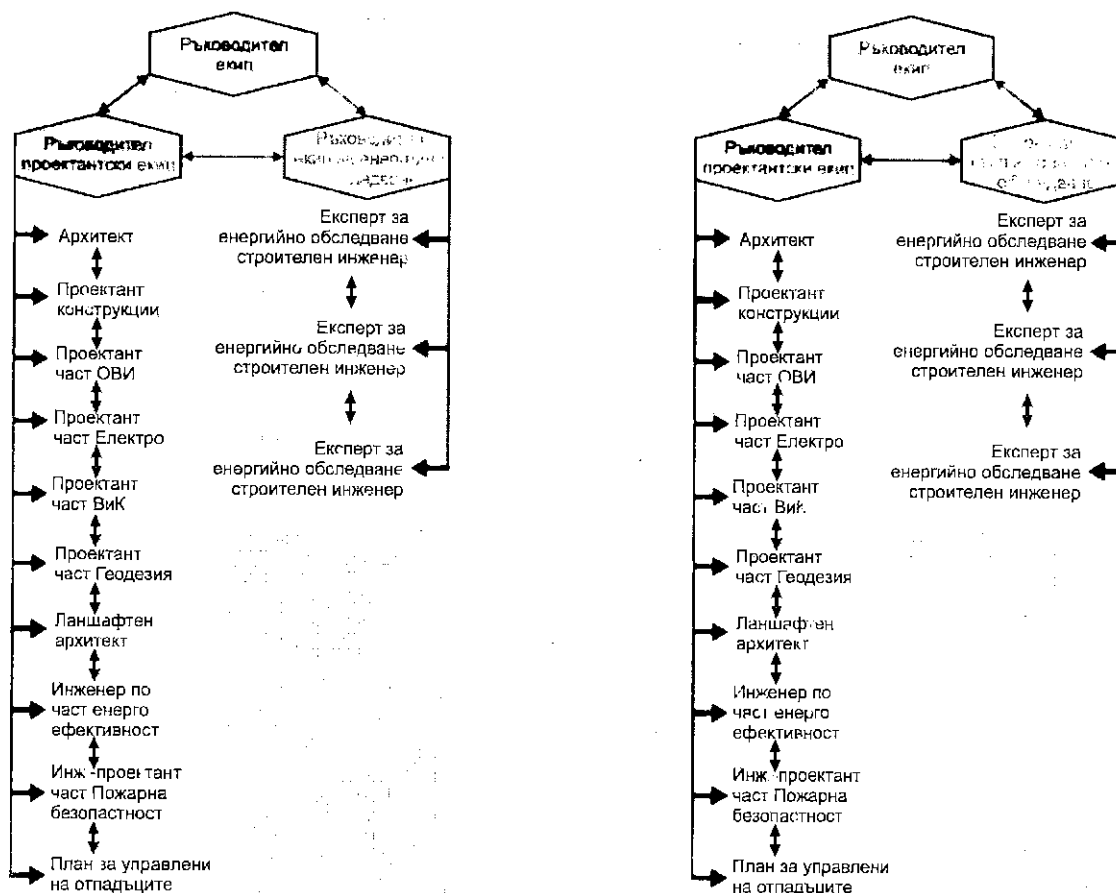 Ръководител
екип
Ръководител
проектантски екип
Архитект
Проектант
конструкции
Проектант
част ОВИ
Проектант
част Електро
Проектант
част ВиК
Проектант
част Геодезия
Ланшафтен
архитект
Инженер по
част енерго
ефективност
Инж.-проектант
част Пожарна
безопастност
План за управлени
на отпадъците
Експерт за
енергийно обследване
строителен инженер
Експерт за
енергийно обследване
строителен инженер
Експерт за
енергийно обследване
строителен инженер
Ръководител
екип
Ръководител
проектантски екип
Архитект
Проектант
конструкции
Проектант
част ОВИ
Проектант
част Електро
Проектант
част ВиК
Проектант
част Геодезия
Ланшафтен
архитект
Инженер по
част енерго
ефективност
Инж.-проектант
част Пожарна
безопастност
План за управлени
на отпадъците
Експерт за
енергийно обследване
строителен инженер
Експерт за
енергийно обследване
строителен инженер
Експерт за
енергийно обследване
строителен инженер